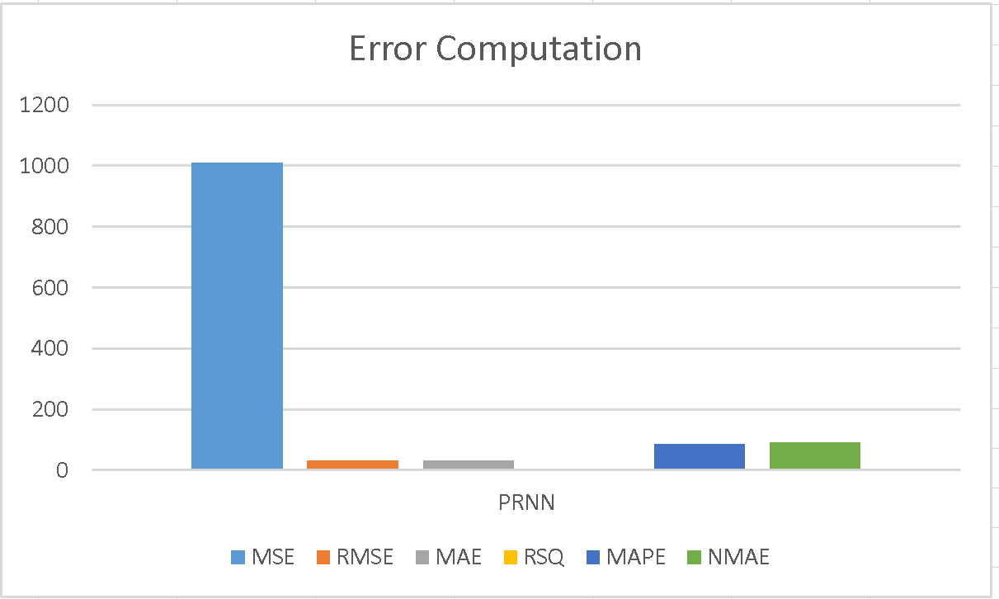 Error Computation
1200
1000
800
600
400
200
0
PRNN
MSE RMSE MAE RSQ MAPE NMAE